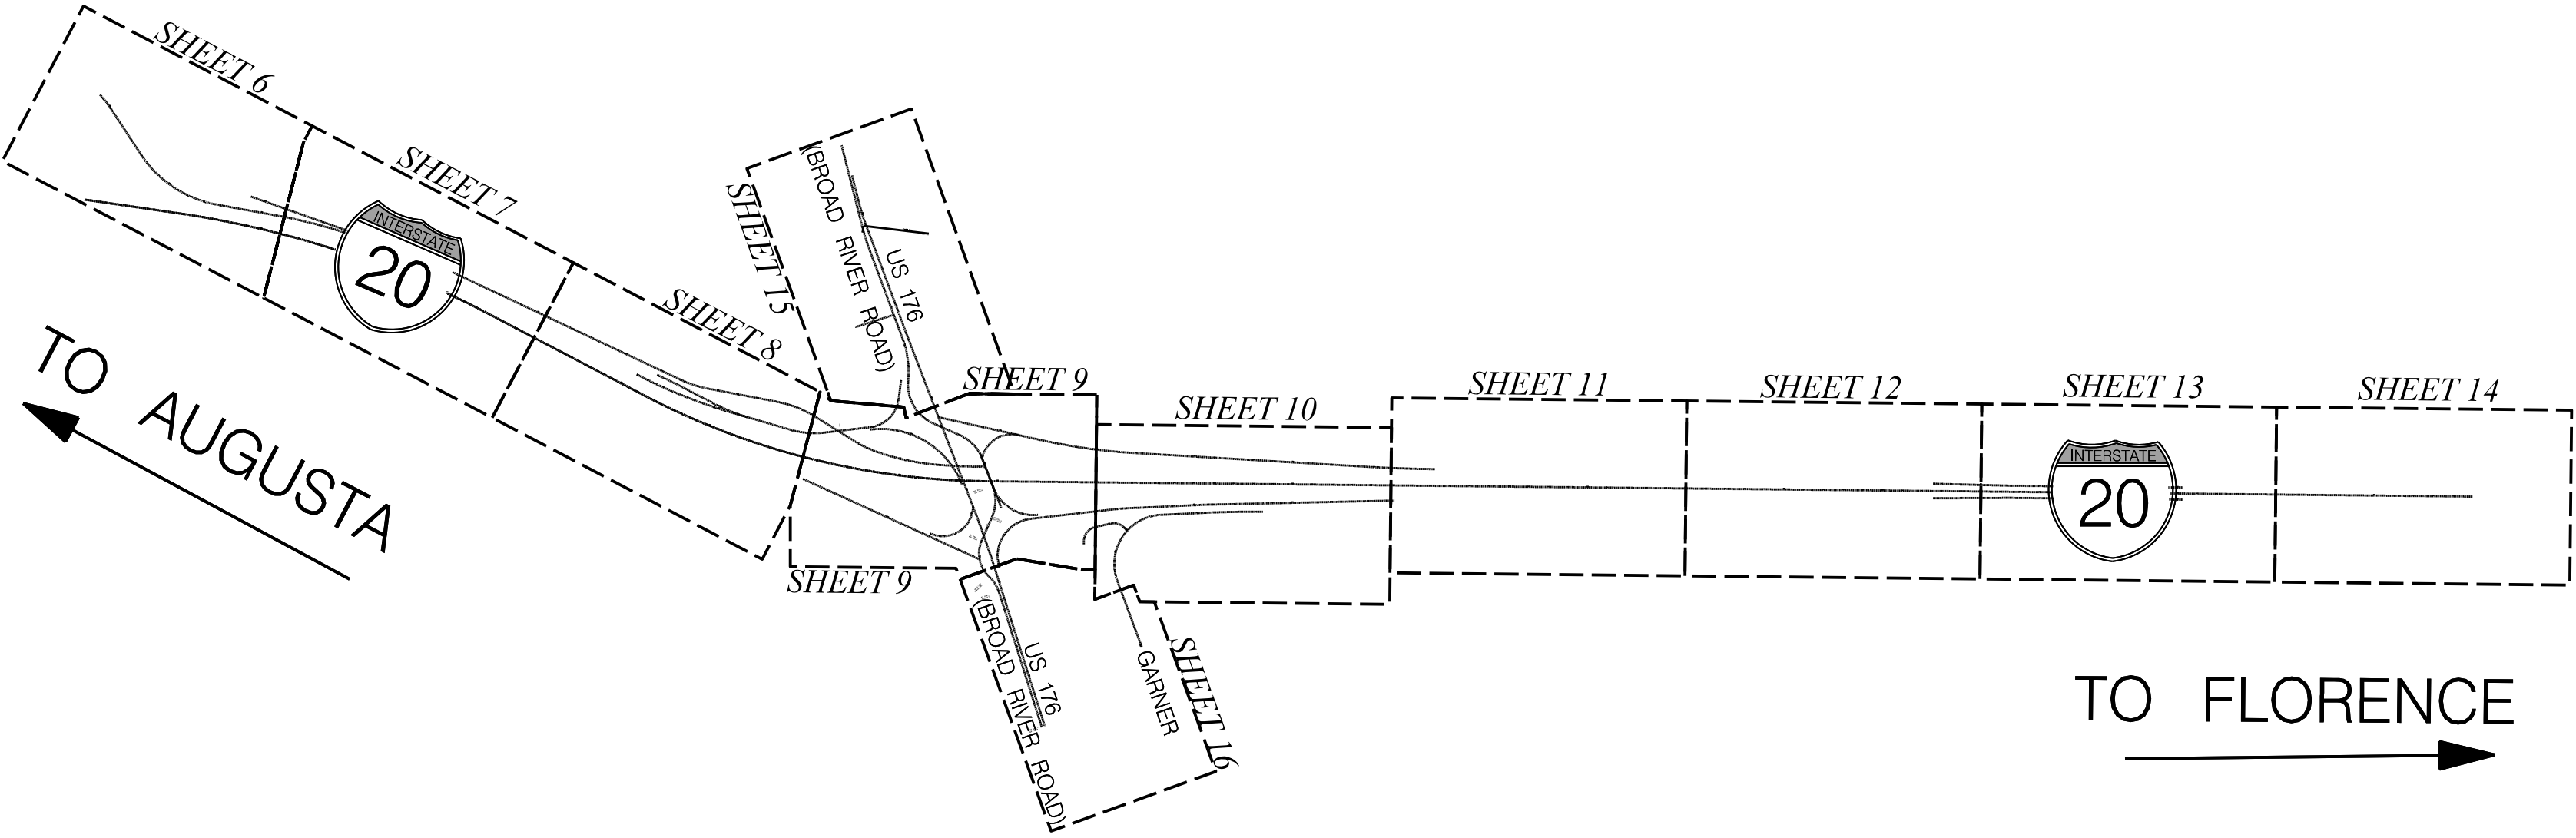 SHEET 6
SHEET 7
INTERSTATE
20
SHEET 8
SHEET 15
(BROAD RIVER ROAD)
US 176
SHEET 9
SHEET 10
SHEET 11
SHEET 12
SHEET 13
SHEET 14
INTERSTATE
20
TO AUGUSTA
SHEET 9
(BROAD RIVER ROAD)
US 176
GARNER
SHEET 16
TO FLORENCE